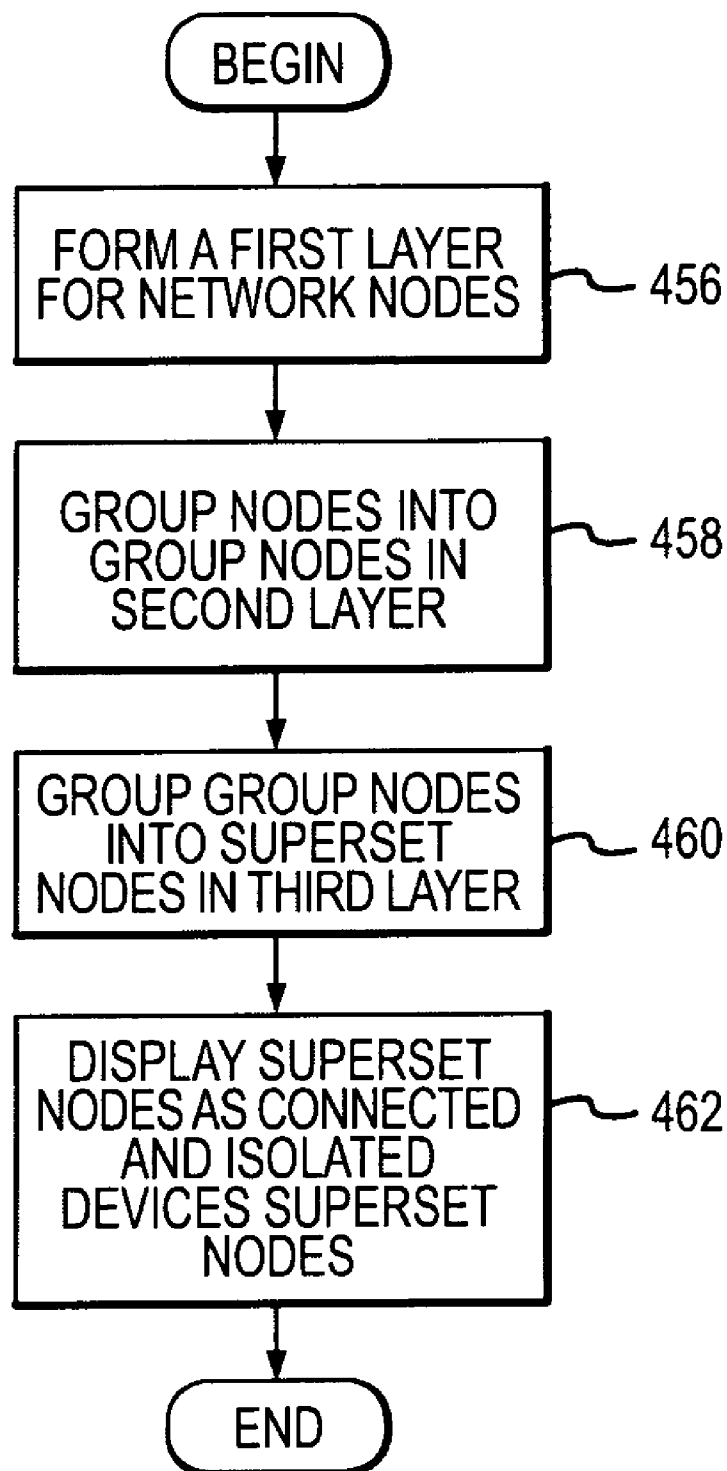 BEGIN
FORM A FIRST LAYER
FOR NETWORK NODES
456
GROUP NODES INTO
GROUP NODES IN
SECOND LAYER
458
GROUP GROUP NODES
INTO SUPERSET
NODES IN THIRD LAYER
460
DISPLAY SUPERSET
NODES AS CONNECTED
AND ISOLATED
DEVICES SUPERSET
NODES
462
END